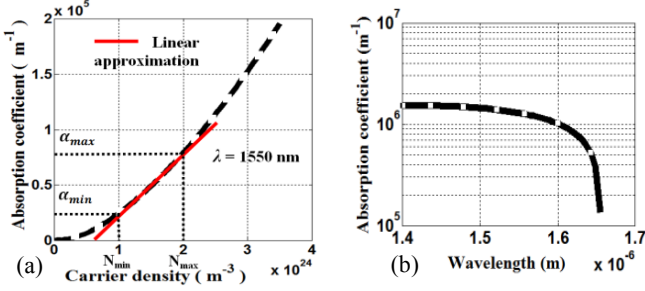 2 x 10^5
Absorption coefficient ( m^-1)
Linear
approximation
1.5
1
α_max
λ = 1550 nm
0.5
α_min
0
0 1 2 3 4
N_min N_max x 10^24
(a) Carrier density ( m^-3)
10^7
Absorption coefficient (m^-1)
10^6
10^5
1.4 1.5 1.6 1.7
(b) Wavelength (m) x 10^-6